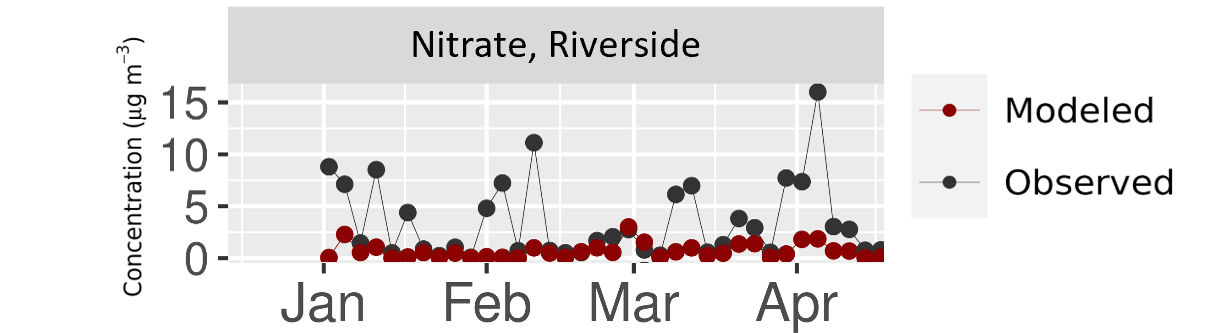 Nitrate, Riverside
Concentration (µg m⁻³)
15
10
5
0
Jan Feb Mar Apr
Modeled
Observed